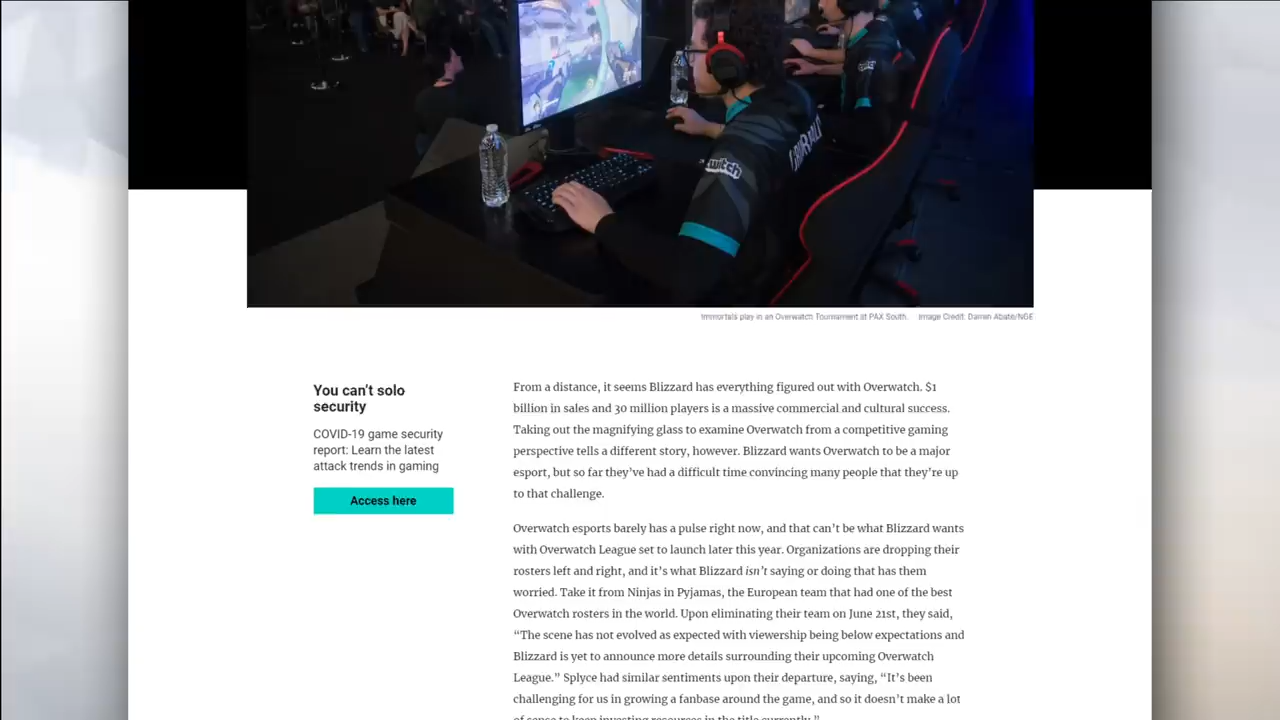 twitch
Immortals play in an Overwatch Tournament at PAX South. Image Credit: Darren Abate/NGE
You can't solo
security
COVID-19 game security
report: Learn the latest
attack trends in gaming
Access here
From a distance, it seems Blizzard has everything figured out with Overwatch. $1
billion in sales and 30 million players is a massive commercial and cultural success.
Taking out the magnifying glass to examine Overwatch from a competitive gaming
perspective tells a different story, however. Blizzard wants Overwatch to be a major
esport, but so far they've had a difficult time convincing many people that they're up
to that challenge.
Overwatch esports barely has a pulse right now, and that can't be what Blizzard wants
with Overwatch League set to launch later this year. Organizations are dropping their
rosters left and right, and it's what Blizzard isn't saying or doing that has them
worried. Take it from Ninjas in Pyjamas, the European team that had one of the best
Overwatch rosters in the world. Upon eliminating their team on June 21st, they said,
“The scene has not evolved as expected with viewership being below expectations and
Blizzard is yet to announce more details surrounding their upcoming Overwatch
League.” Splyce had similar sentiments upon their departure, saying, “It's been
challenging for us in growing a fanbase around the game, and so it doesn't make a lot
of sense to keep investing resources in the title currently.”